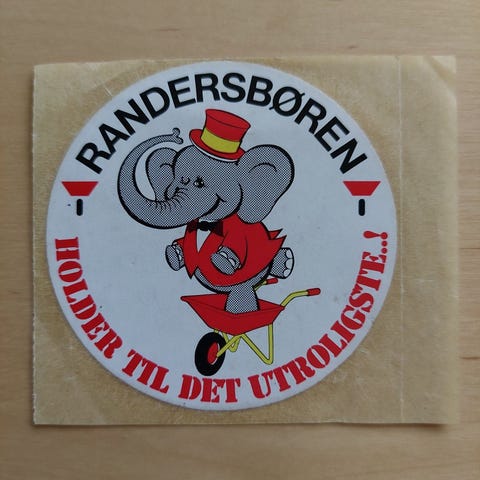 RANDERSBØREN
HOLDER TIL DET UTROLIGSTE..!